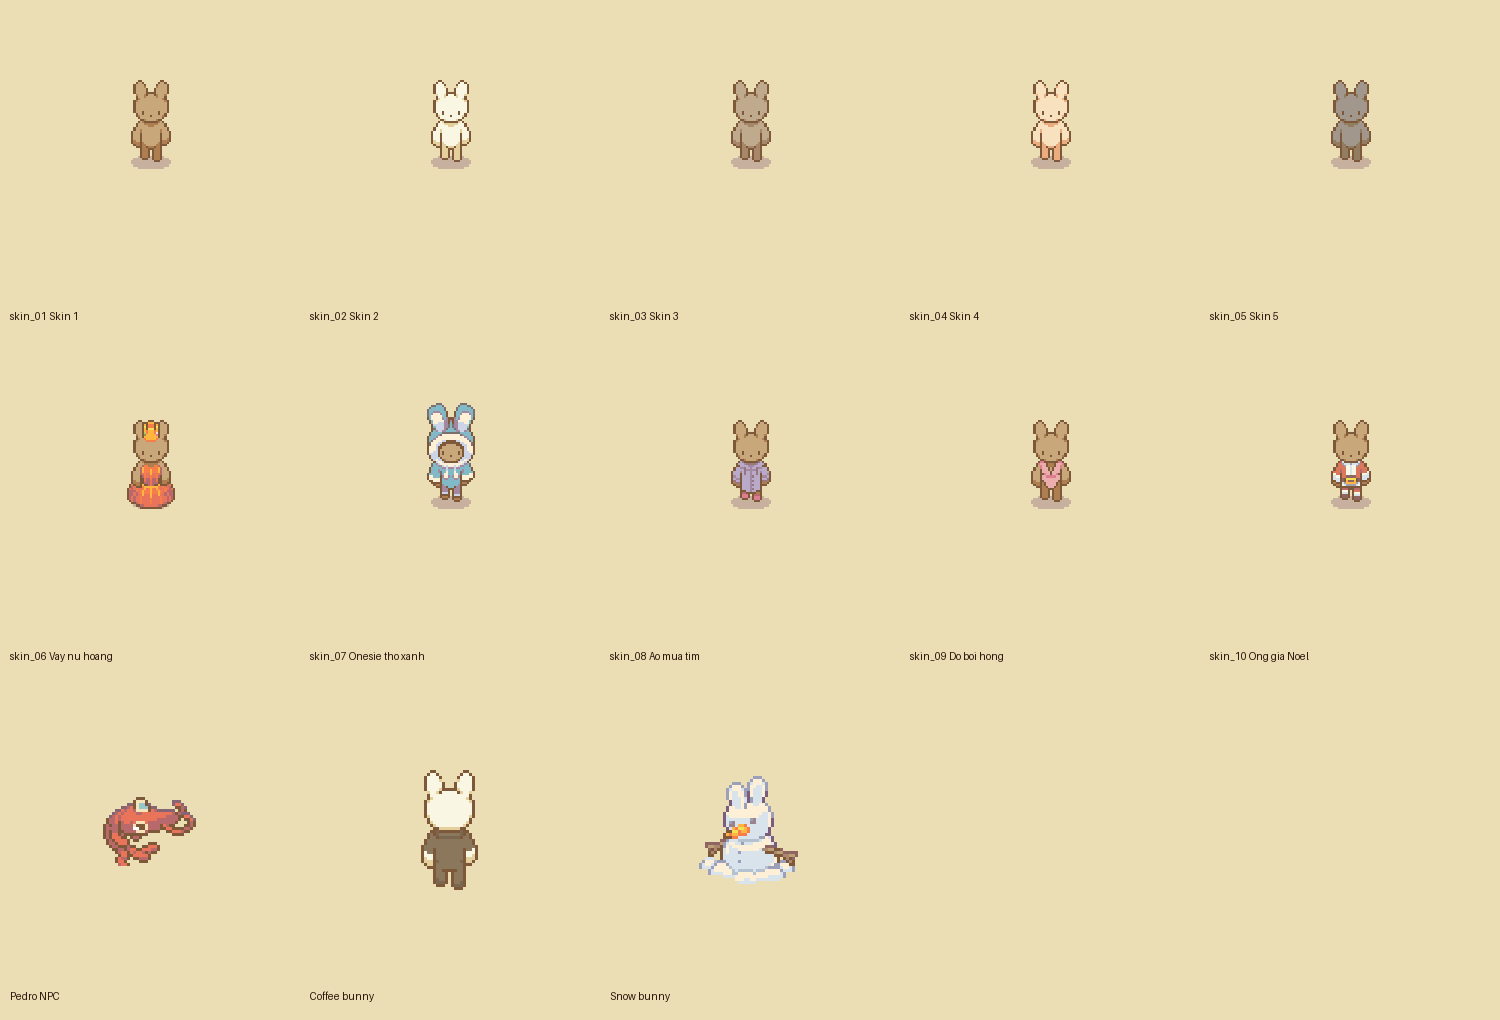 skin_01 Skin 1
skin_02 Skin 2
skin_03 Skin 3
skin_04 Skin 4
skin_05 Skin 5
skin_06 Vay nu hoang
skin_07 Onesie tho xanh
skin_08 Ao mua tim
skin_09 Do boi hong
skin_10 Ong gia Noel
Pedro NPC
Coffee bunny
Snow bunny